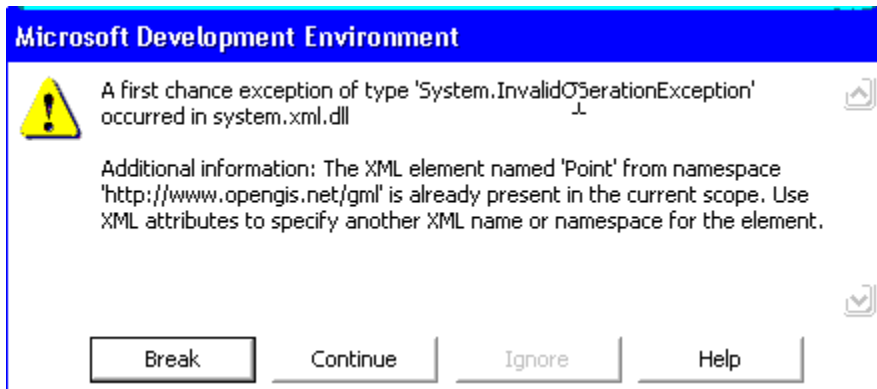 Microsoft Development Environment
A first chance exception of type 'System.InvalidOperationException'
occurred in system.xml.dll
Additional information: The XML element named 'Point' from namespace
'http://www.opengis.net/gml' is already present in the current scope. Use
XML attributes to specify another XML name or namespace for the element.
Break Continue Ignore Help